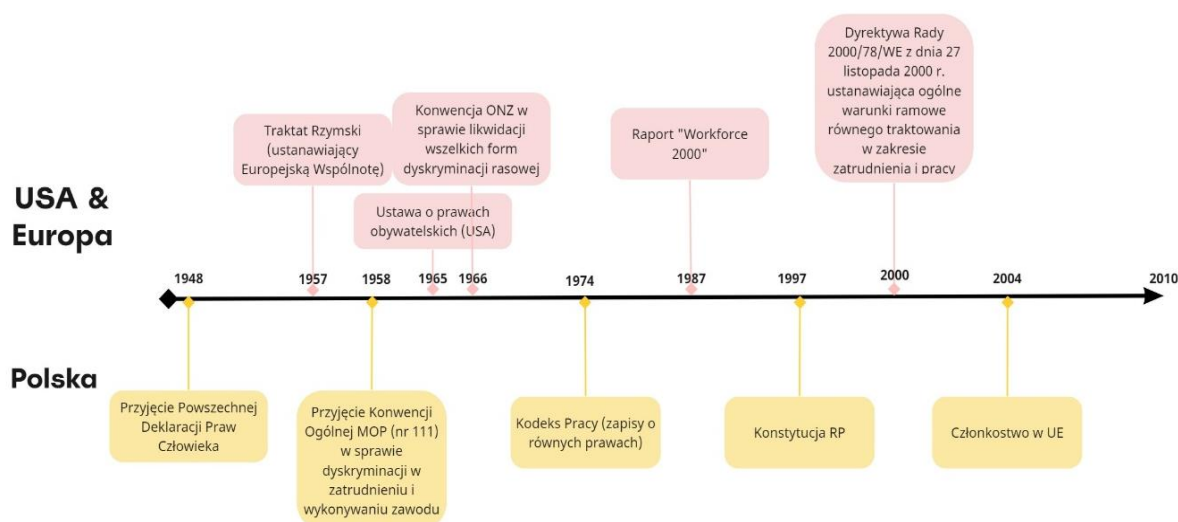 Dyrektywa Rady
2000/78/WE z dnia 27
listopada 2000 r.
ustanawiająca ogólne
warunki ramowe
równego traktowania
w zakresie
zatrudnienia i pracy
Konwencja ONZ w
sprawie likwidacji
wszelkich form
dyskryminacji rasowej
Traktat Rzymski
(ustanawiający
Europejską Wspólnotę)
Raport "Workforce
2000"
Ustawa o prawach
obywatelskich (USA)
USA &
Europa
1948
1957
1958
1965
1966
1974
1987
1997
2000
2004
2010
Polska
Przyjęcie Powszechnej
Deklaracji Praw
Człowieka
Przyjęcie Konwencji
Ogólnej MOP (nr 111)
w sprawie
dyskryminacji w
zatrudnieniu i
wykonywaniu zawodu
Kodeks Pracy (zapisy o
równych prawach)
Konstytucja RP
Członkostwo w UE